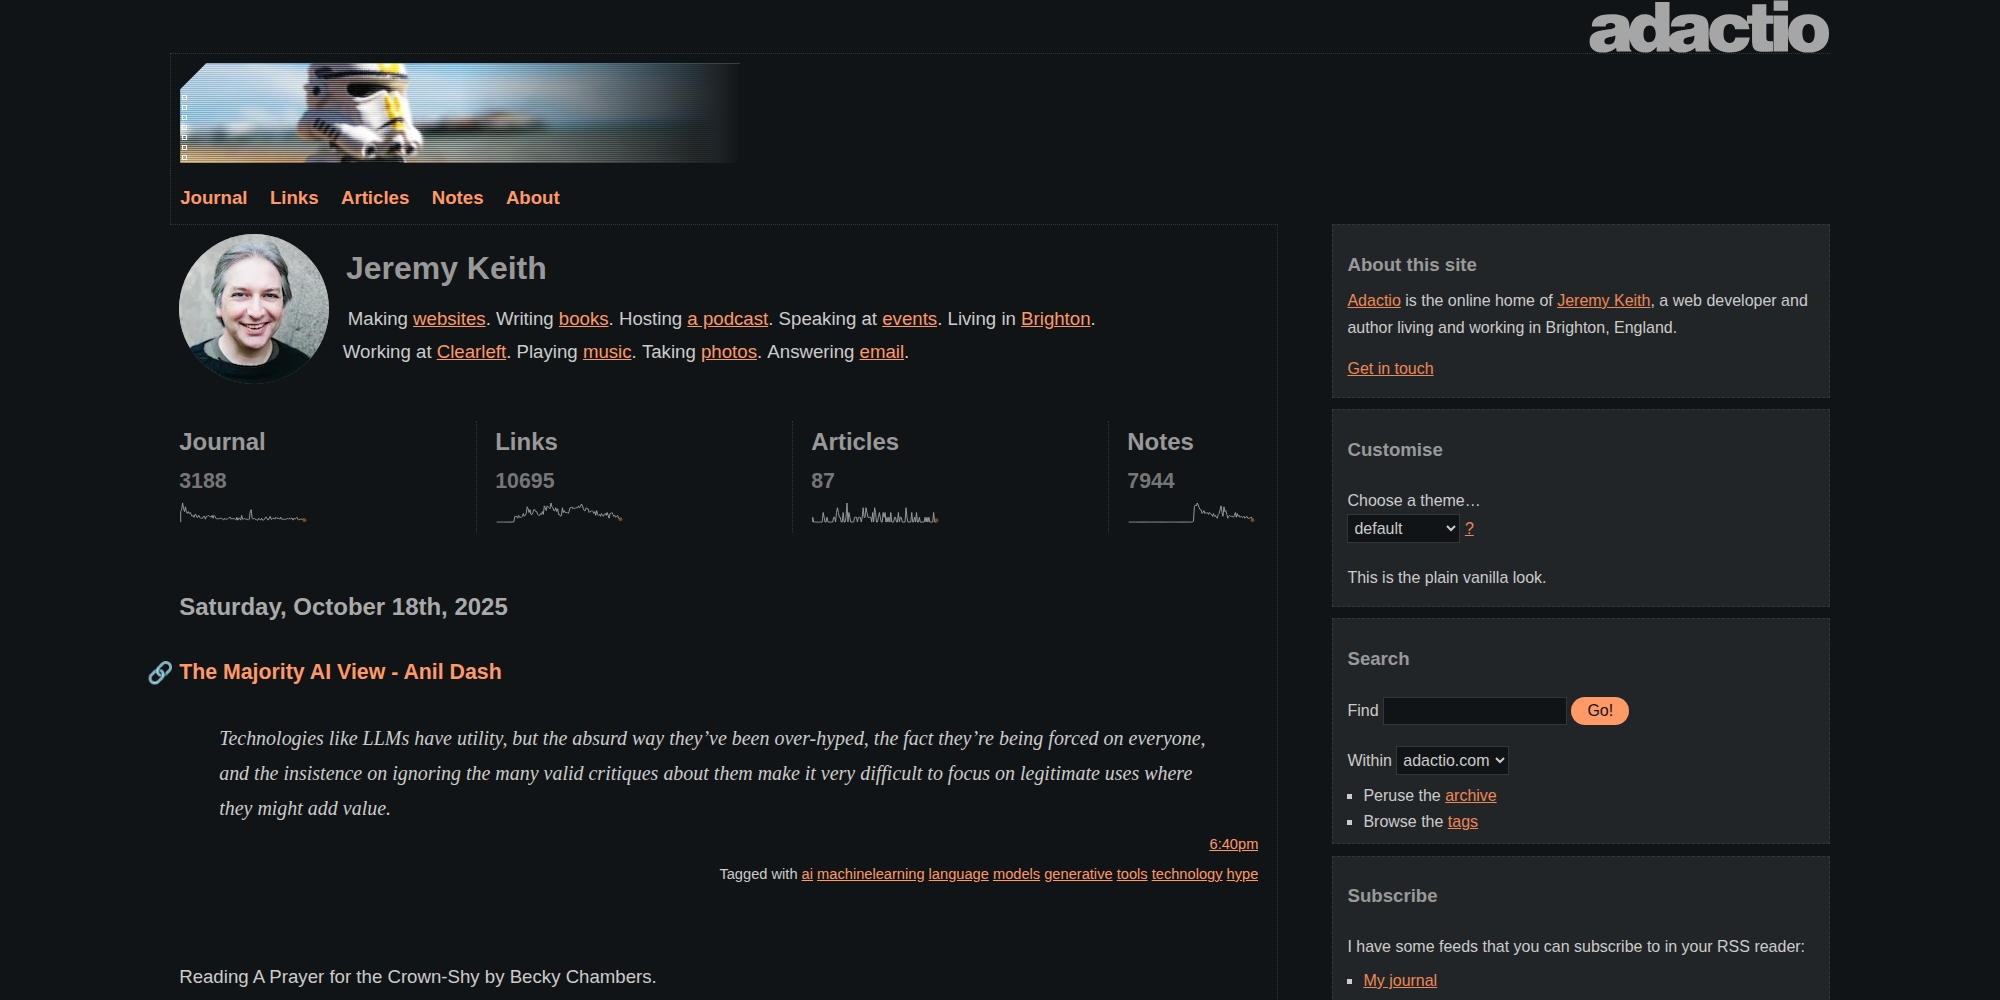 adactio
Journal Links Articles Notes About
Jeremy Keith
Making websites. Writing books. Hosting a podcast. Speaking at events. Living in Brighton.
Working at Clearleft. Playing music. Taking photos. Answering email.
Journal
3188
Links
10695
Articles
87
Notes
7944
Saturday, October 18th, 2025
🔗 The Majority AI View - Anil Dash
Technologies like LLMs have utility, but the absurd way they’ve been over-hyped, the fact they’re being forced on everyone,
and the insistence on ignoring the many valid critiques about them make it very difficult to focus on legitimate uses where
they might add value.
6:40pm
Tagged with ai machinelearning language models generative tools technology hype
Reading A Prayer for the Crown-Shy by Becky Chambers.
About this site
Adactio is the online home of Jeremy Keith, a web developer and
author living and working in Brighton, England.
Get in touch
Customise
Choose a theme…
default ?
This is the plain vanilla look.
Search
Find Go!
Within adactio.com
Peruse the archive
Browse the tags
Subscribe
I have some feeds that you can subscribe to in your RSS reader:
My journal